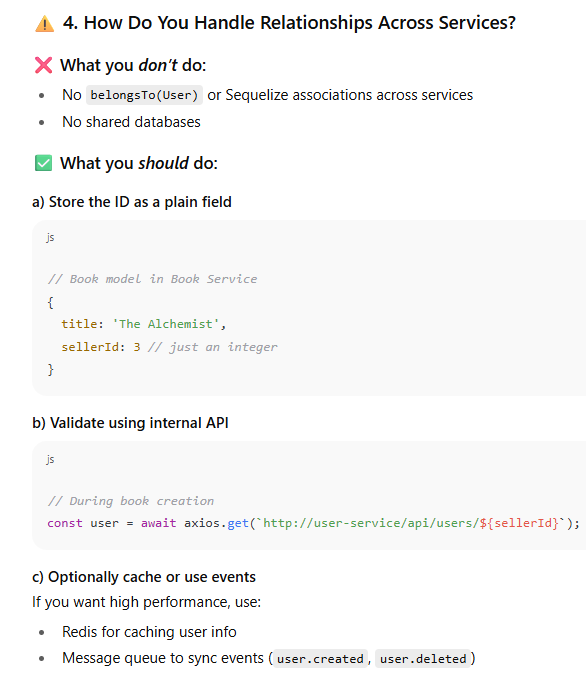 ⚠️ 4. How Do You Handle Relationships Across Services?
❌ What you don't do:
• No belongsTo(User) or Sequelize associations across services
• No shared databases
✅ What you should do:
a) Store the ID as a plain field
js
// Book model in Book Service
{
  title: 'The Alchemist',
  sellerId: 3 // just an integer
}
b) Validate using internal API
js
// During book creation
const user = await axios.get(`http://user-service/api/users/${sellerId}`);
c) Optionally cache or use events
If you want high performance, use:
• Redis for caching user info
• Message queue to sync events (user.created, user.deleted)